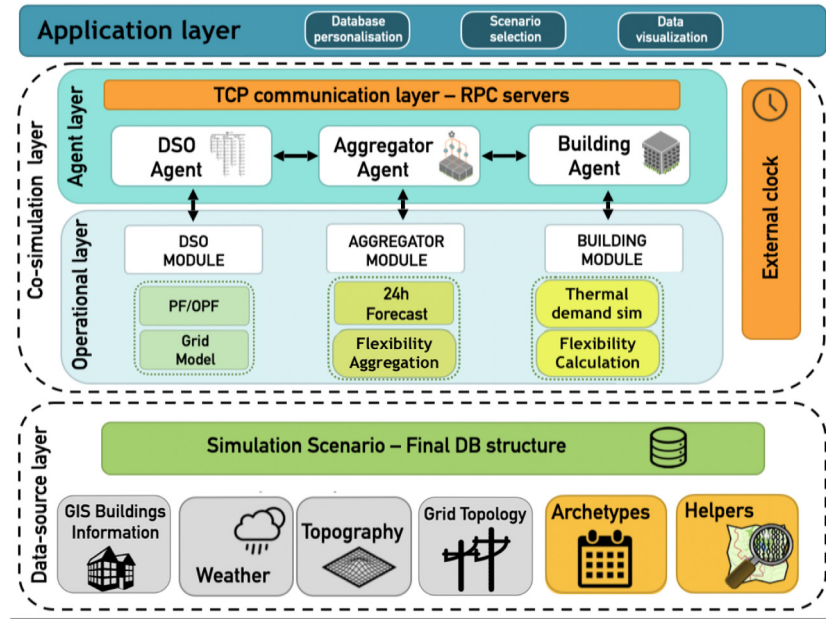 Application layer
Database
personalisation
Scenario
selection
Data
visualization
Co-simulation layer
Agent layer
TCP communication layer – RPC servers
DSO
Agent
Aggregator
Agent
Building
Agent
External clock
Operational layer
DSO
MODULE
AGGREGATOR
MODULE
BUILDING
MODULE
PF/OPF
Grid
Model
24h
Forecast
Flexibility
Aggregation
Thermal
demand sim
Flexibility
Calculation
Data-source layer
Simulation Scenario – Final DB structure
GIS Buildings
Information
Weather
Topography
Grid Topology
Archetypes
Helpers